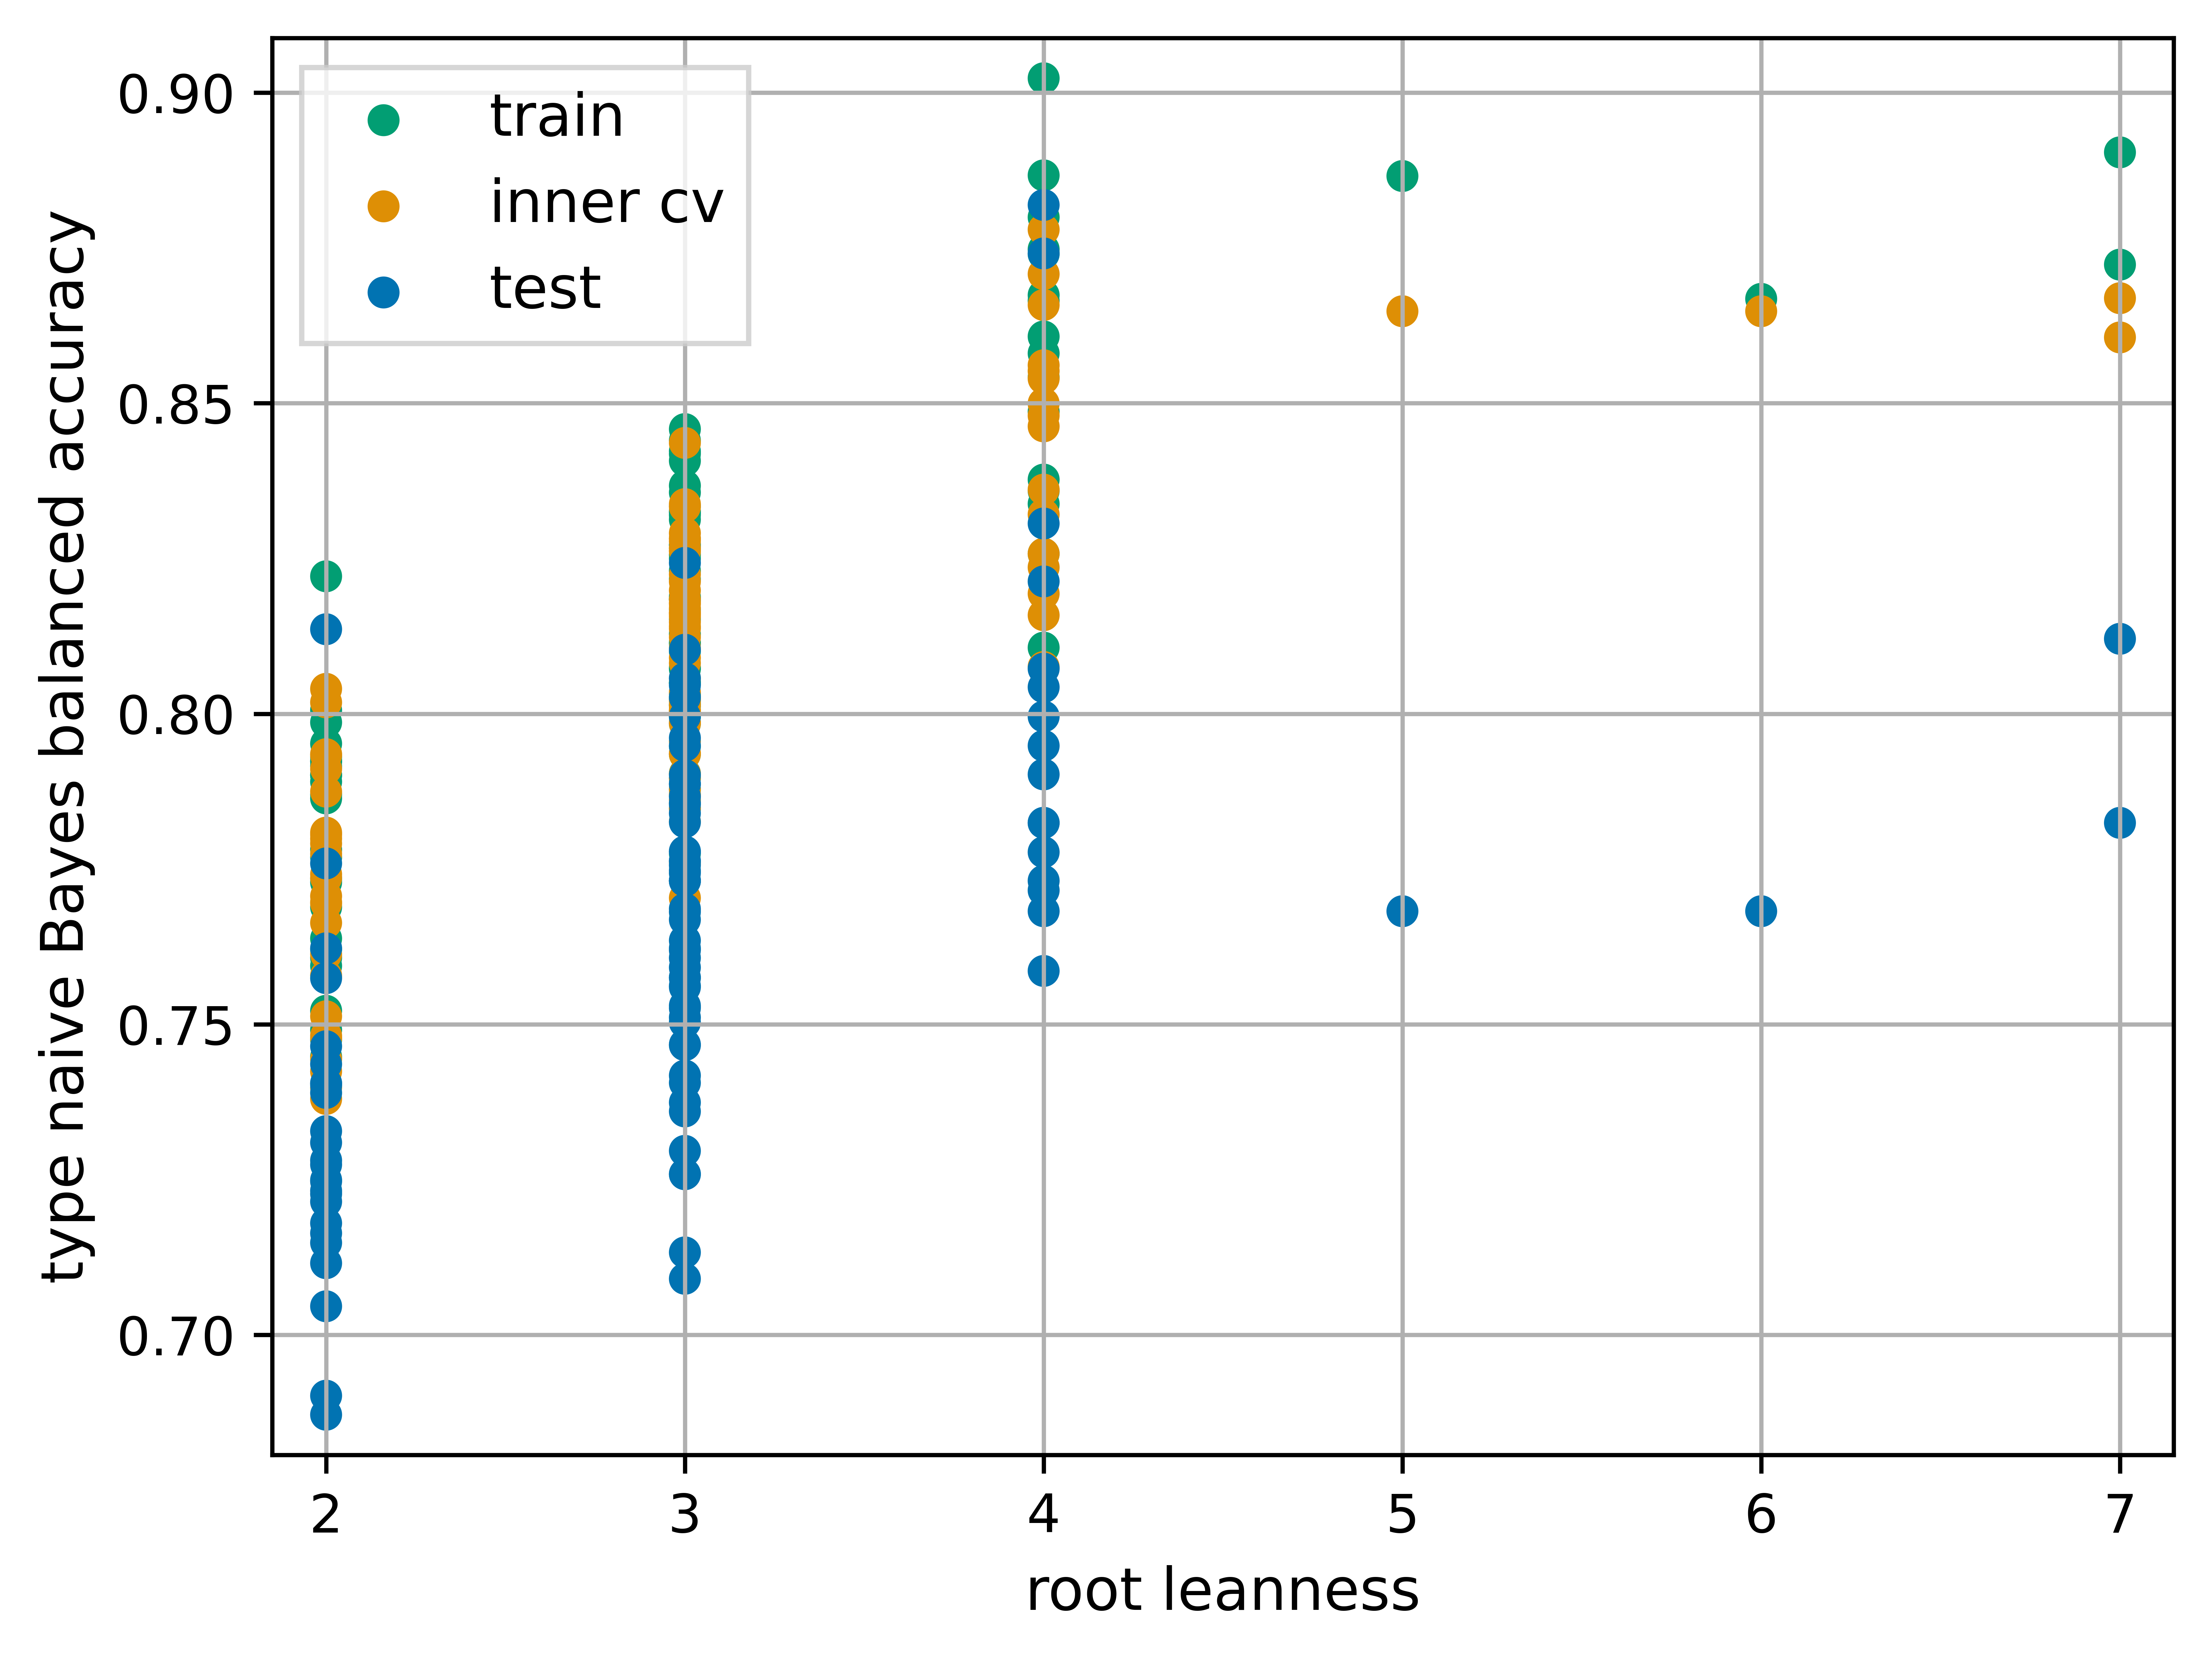 type naive Bayes balanced accuracy
0.90
0.85
0.80
0.75
0.70
train
inner cv
test
2 3 4 5 6 7
root leanness